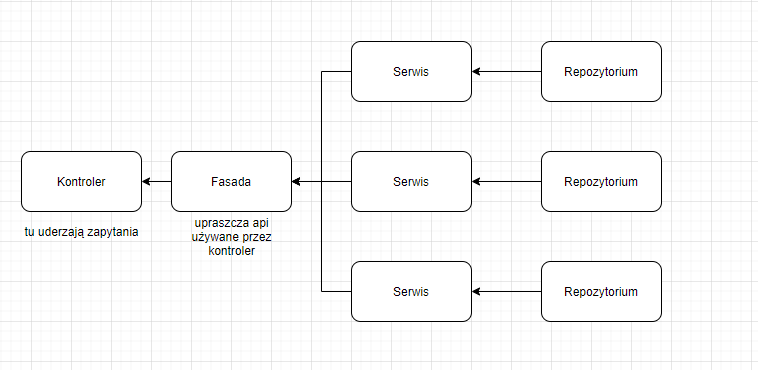 Serwis
Repozytorium
Kontroler
Fasada
Serwis
Repozytorium
tu uderzają zapytania
upraszcza api
używane przez
kontroler
Serwis
Repozytorium